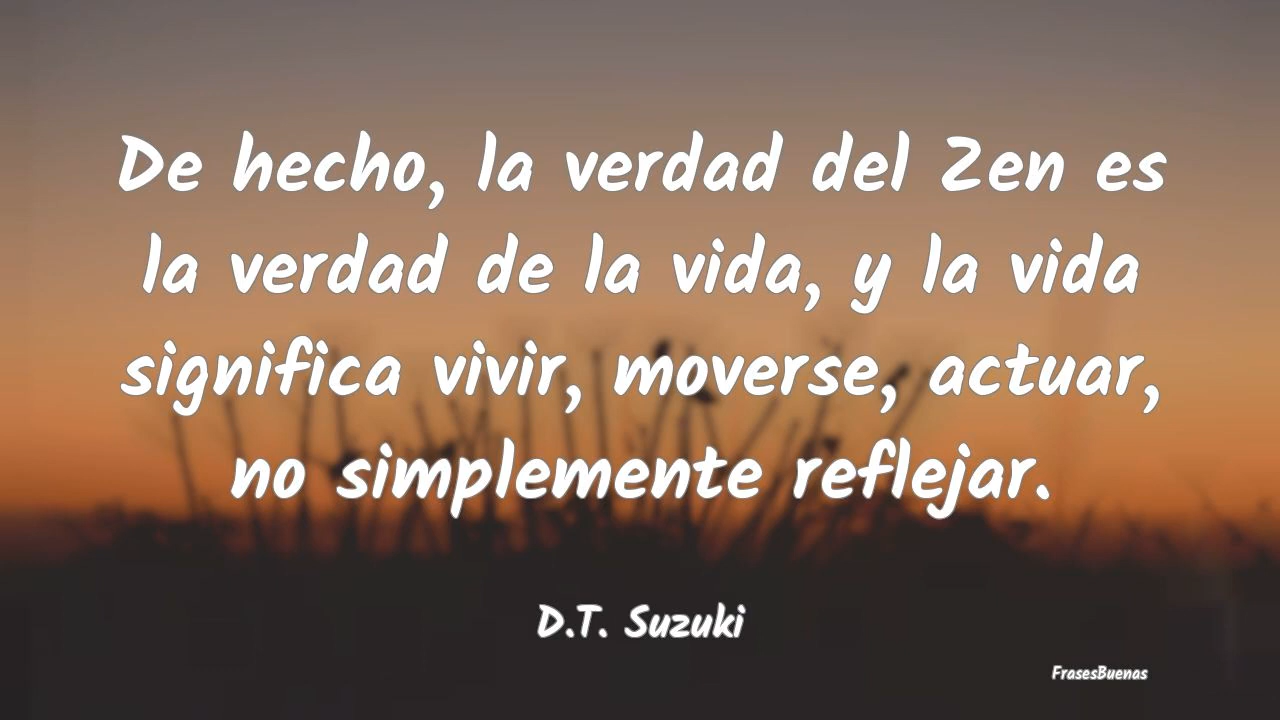 De hecho, la verdad del Zen es
la verdad de la vida, y la vida
significa vivir, moverse, actuar,
no simplemente reflejar.
D.T. Suzuki
FrasesBuenas